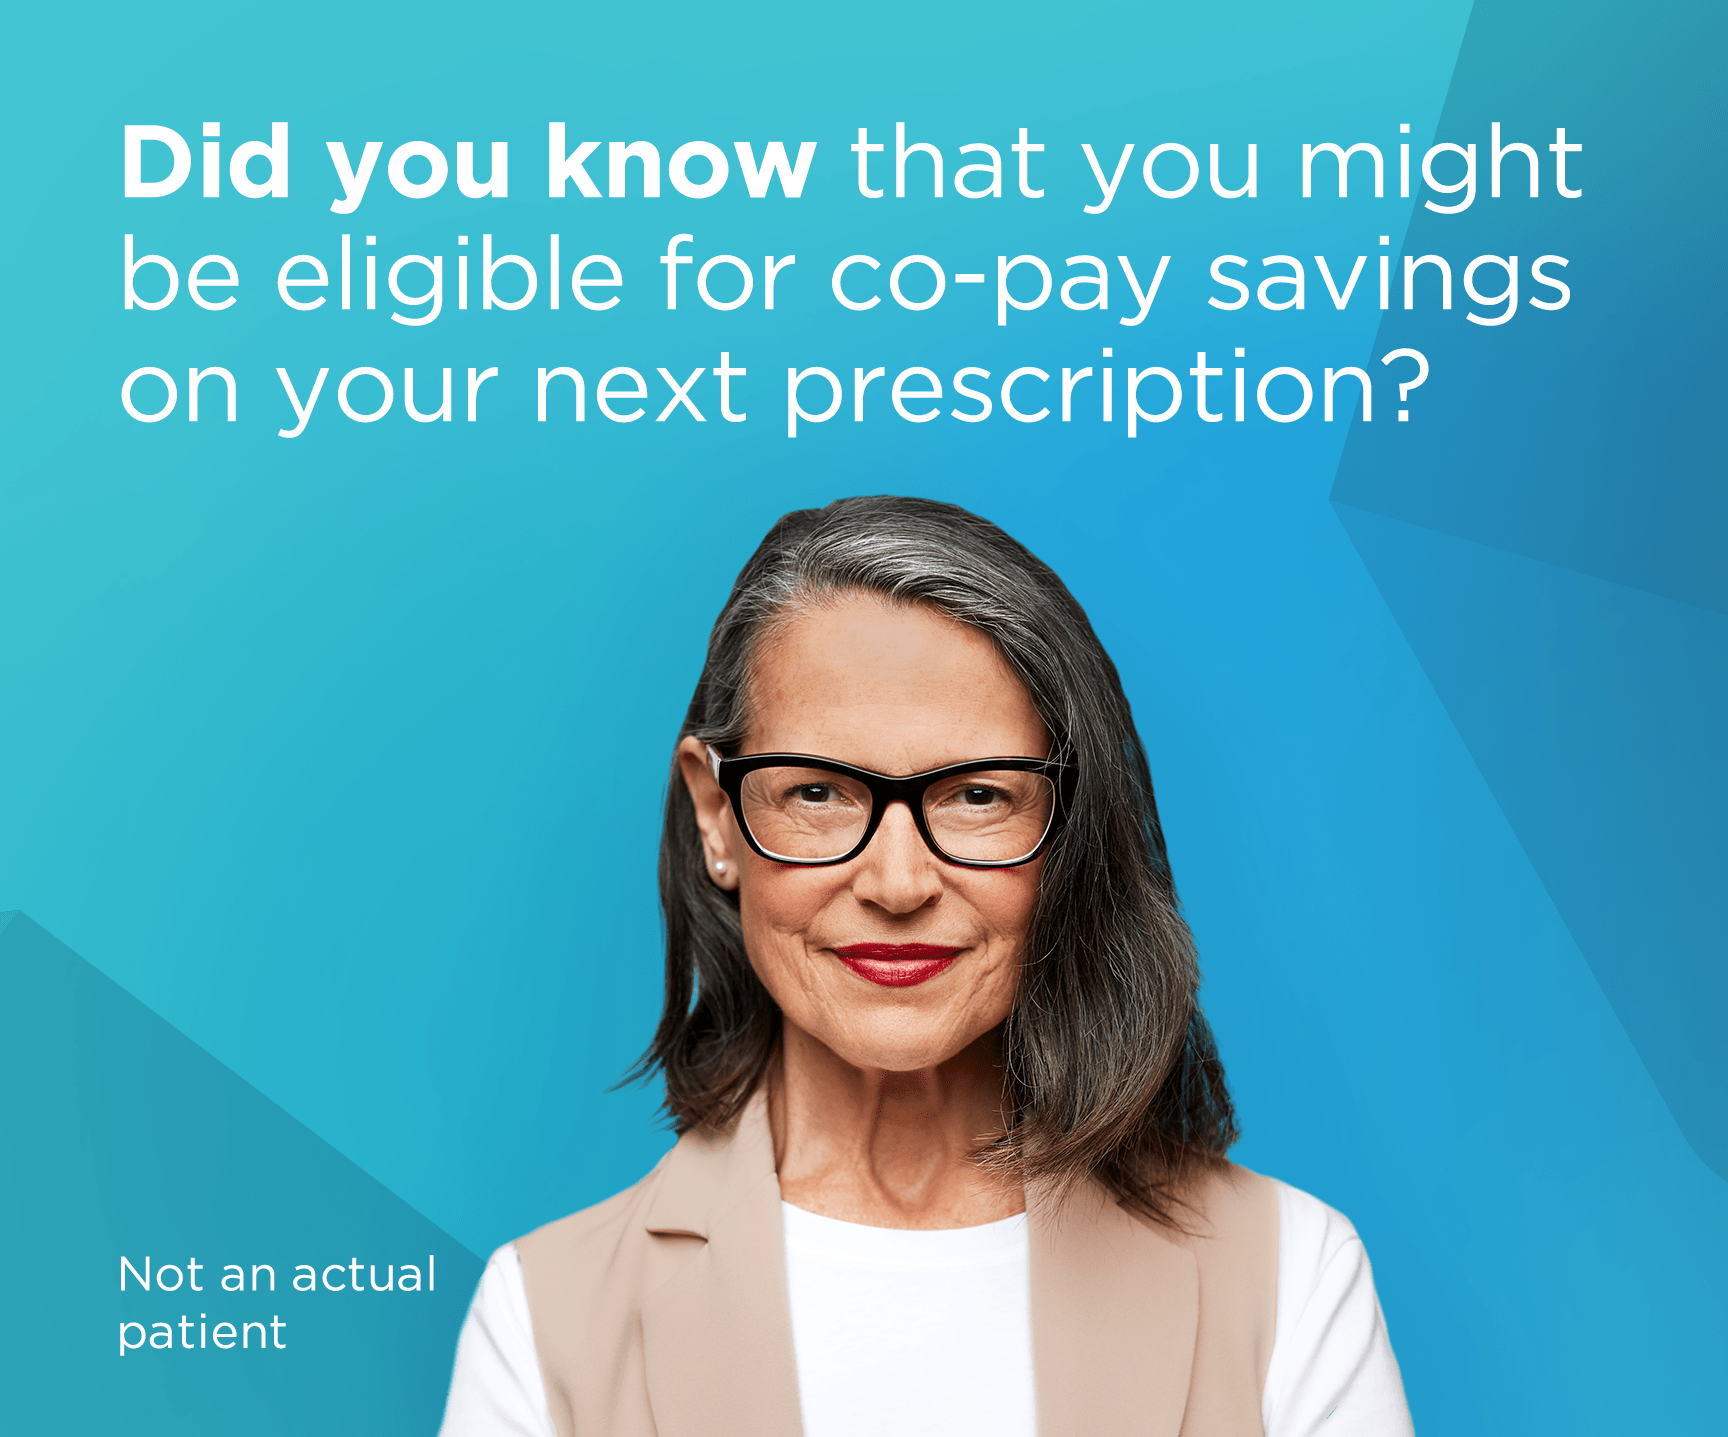 Did you know that you might
be eligible for co-pay savings
on your next prescription?
Not an actual
patient